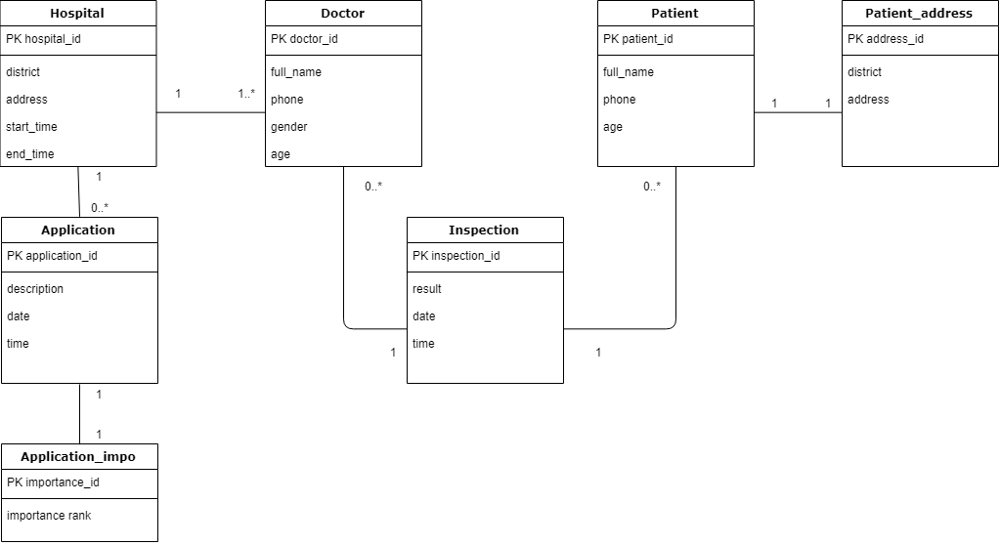 Hospital
PK hospital_id
district
address
start_time
end_time
1
1..*
Doctor
PK doctor_id
full_name
phone
gender
age
Patient
PK patient_id
full_name
phone
age
1
1
Patient_address
PK address_id
district
address
1
0..*
0..*
0..*
Application
PK application_id
description
date
time
Inspection
PK inspection_id
result
date
time
1
1
1
1
Application_impo
PK importance_id
importance rank